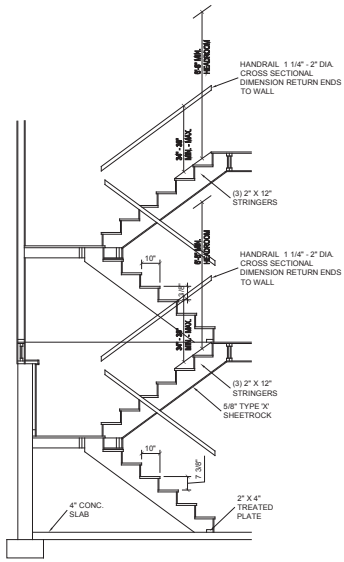 6'-8" MIN.
HEADROOM
HANDRAIL 1 1/4" - 2" DIA.
CROSS SECTIONAL
DIMENSION RETURN ENDS
TO WALL
34" - 38"
MIN. - MAX.
(3) 2" X 12"
STRINGERS
6'-8" MIN.
HEADROOM
HANDRAIL 1 1/4" - 2" DIA.
CROSS SECTIONAL
DIMENSION RETURN ENDS
TO WALL
10"
34" - 38"
MIN. - MAX.
(3) 2" X 12"
STRINGERS
5/8" TYPE 'X'
SHEETROCK
10"
7 3/8"
4" CONC.
SLAB
2" X 4"
TREATED
PLATE